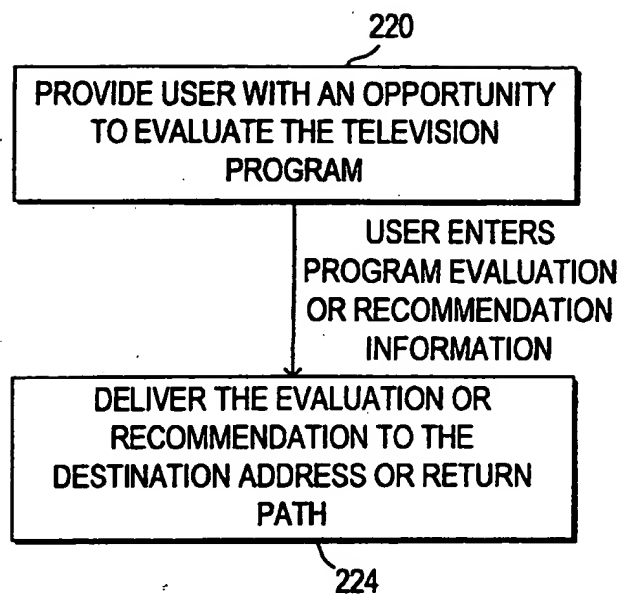 220
PROVIDE USER WITH AN OPPORTUNITY
TO EVALUATE THE TELEVISION
PROGRAM
USER ENTERS
PROGRAM EVALUATION
OR RECOMMENDATION
INFORMATION
DELIVER THE EVALUATION OR
RECOMMENDATION TO THE
DESTINATION ADDRESS OR RETURN
PATH
224